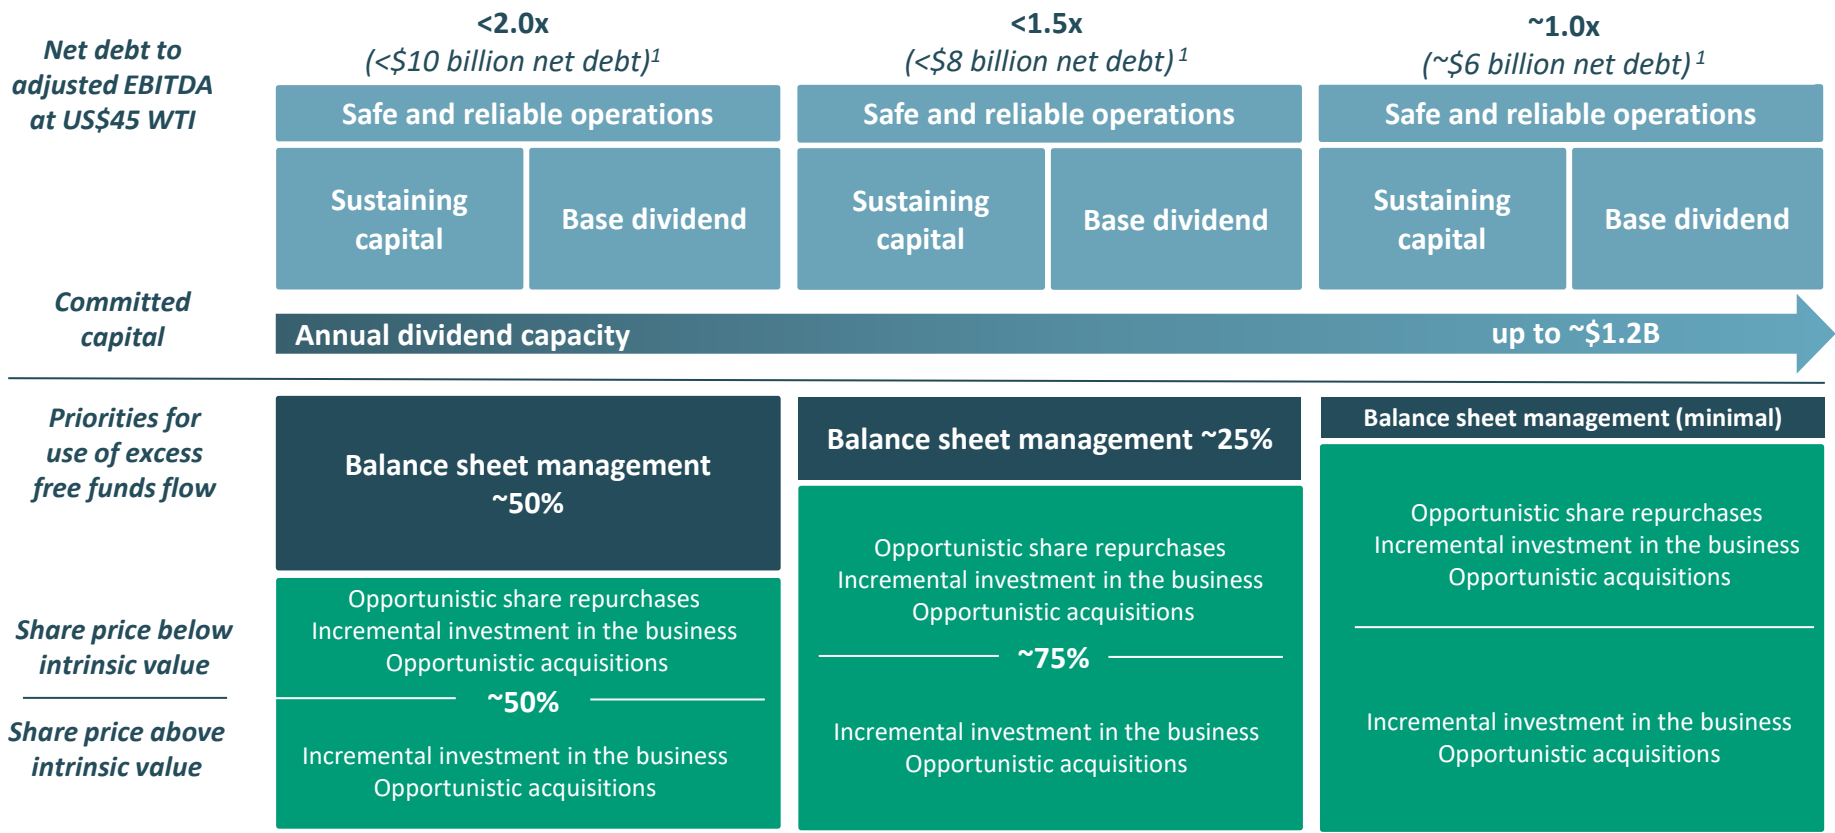 Net debt to
adjusted EBITDA
at US$45 WTI
<2.0x
(<$10 billion net debt)1
<1.5x
(<$8 billion net debt) 1
~1.0x
(~$6 billion net debt) 1
Safe and reliable operations
Safe and reliable operations
Safe and reliable operations
Sustaining
capital
Base dividend
Sustaining
capital
Base dividend
Sustaining
capital
Base dividend
Committed
capital
Annual dividend capacity
up to ~$1.2B
Priorities for
use of excess
free funds flow
Balance sheet management
~50%
Balance sheet management ~25%
Balance sheet management (minimal)
Share price below
intrinsic value
Share price above
intrinsic value
Opportunistic share repurchases
Incremental investment in the business
Opportunistic acquisitions
~50%
Incremental investment in the business
Opportunistic acquisitions
Opportunistic share repurchases
Incremental investment in the business
Opportunistic acquisitions
~75%
Incremental investment in the business
Opportunistic acquisitions
Opportunistic share repurchases
Incremental investment in the business
Opportunistic acquisitions
Incremental investment in the business
Opportunistic acquisitions